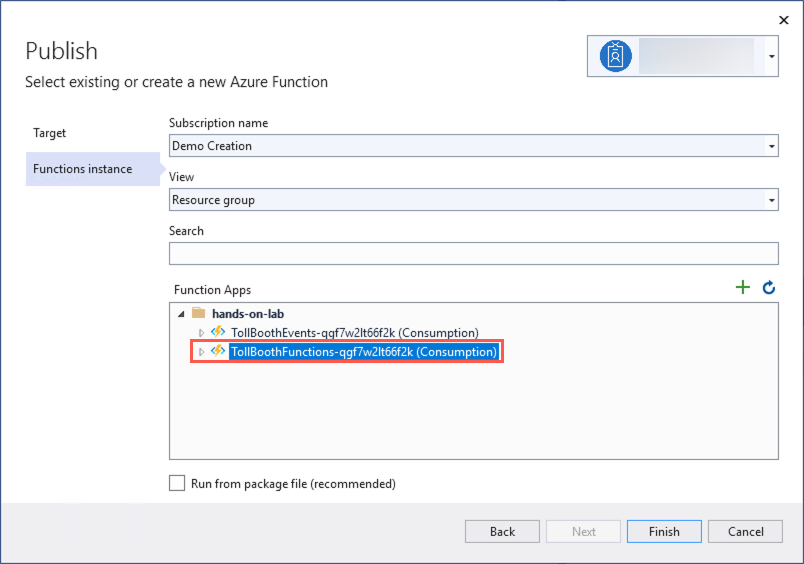 Publish
Select existing or create a new Azure Function
Target
Functions instance
Subscription name
Demo Creation
View
Resource group
Search
Function Apps
hands-on-lab
TollBoothEvents-qgf7w2lt66f2k (Consumption)
TollBoothFunctions-qgf7w2lt66f2k (Consumption)
Run from package file (recommended)
Back
Next
Finish
Cancel